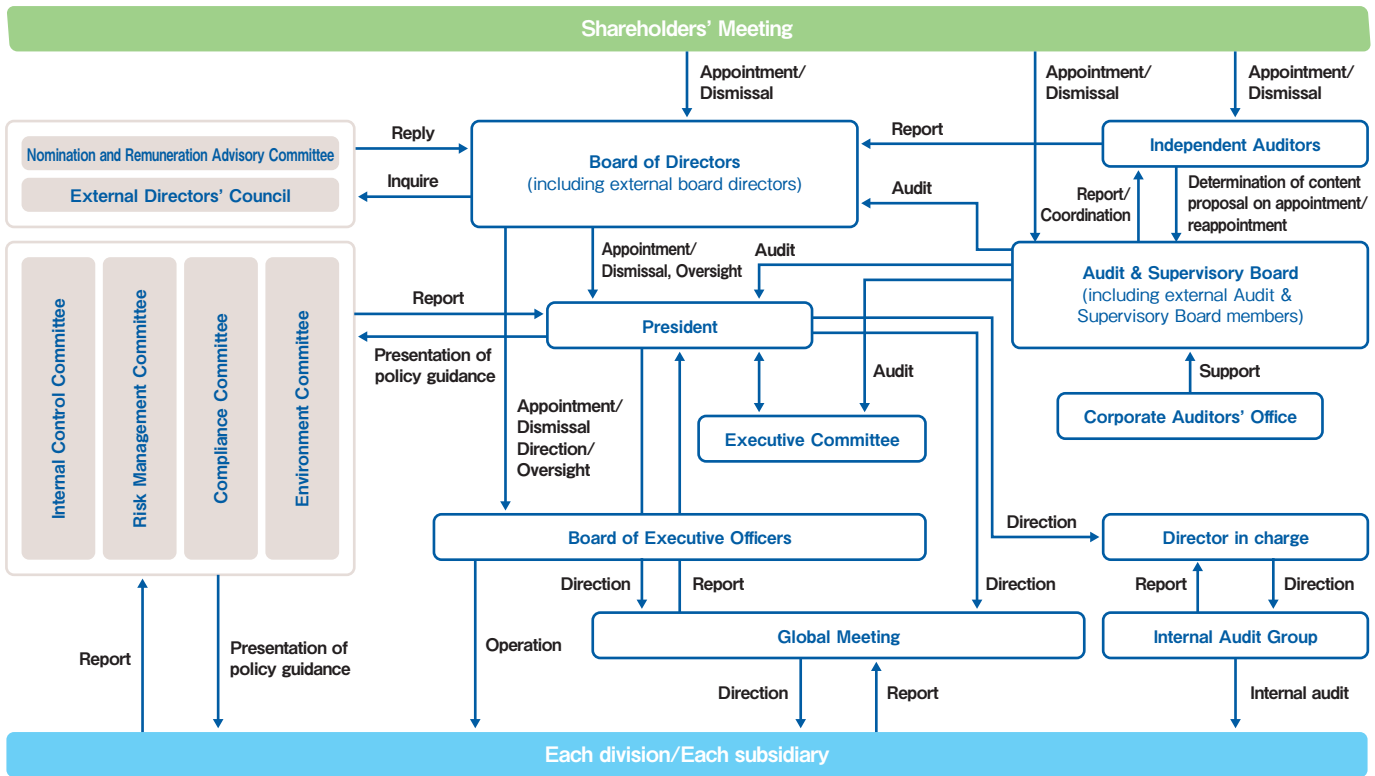 Shareholders’ Meeting
Appointment/
Dismissal
Appointment/
Dismissal
Appointment/
Dismissal
Nomination and Remuneration Advisory Committee
External Directors’ Council
Reply
Inquire
Board of Directors
(including external board directors)
Report
Audit
Independent Auditors
Report/
Coordination
Determination of content
proposal on appointment/
reappointment
Appointment/
Dismissal, Oversight
Audit
Audit & Supervisory Board
(including external Audit &
Supervisory Board members)
Internal Control Committee
Risk Management Committee
Compliance Committee
Environment Committee
Report
Presentation of
policy guidance
President
Audit
Support
Corporate Auditors’ Office
Appointment/
Dismissal
Direction/
Oversight
Executive Committee
Board of Executive Officers
Direction
Director in charge
Direction
Report
Direction
Report
Direction
Global Meeting
Internal Audit Group
Report
Presentation of
policy guidance
Operation
Direction
Report
Internal audit
Each division/Each subsidiary